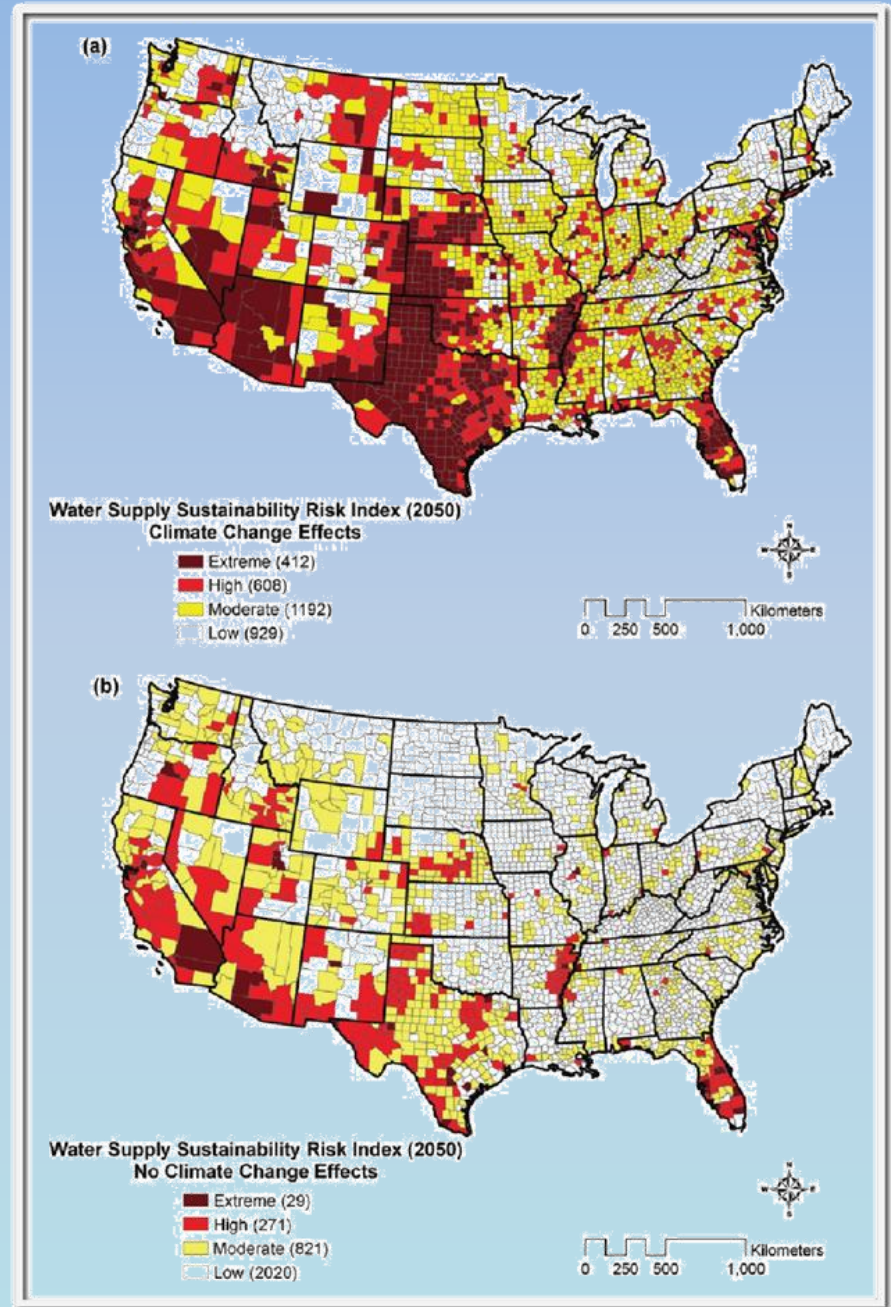 (a)
Water Supply Sustainability Risk Index (2050)
Climate Change Effects
Extreme (412)
High (608)
Moderate (1192)
Low (929)
N
W E
S
Kilometers
0 250 500 1,000
(b)
Water Supply Sustainability Risk Index (2050)
No Climate Change Effects
Extreme (29)
High (271)
Moderate (821)
Low (2020)
N
W E
S
Kilometers
0 250 500 1,000